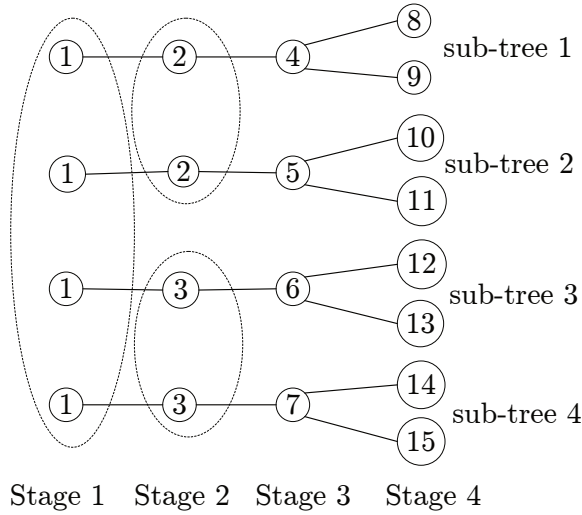 8
1 2 4 sub-tree 1
9
10
1 2 5 sub-tree 2
11
12
1 3 6 sub-tree 3
13
14
1 3 7 sub-tree 4
15
Stage 1 Stage 2 Stage 3 Stage 4